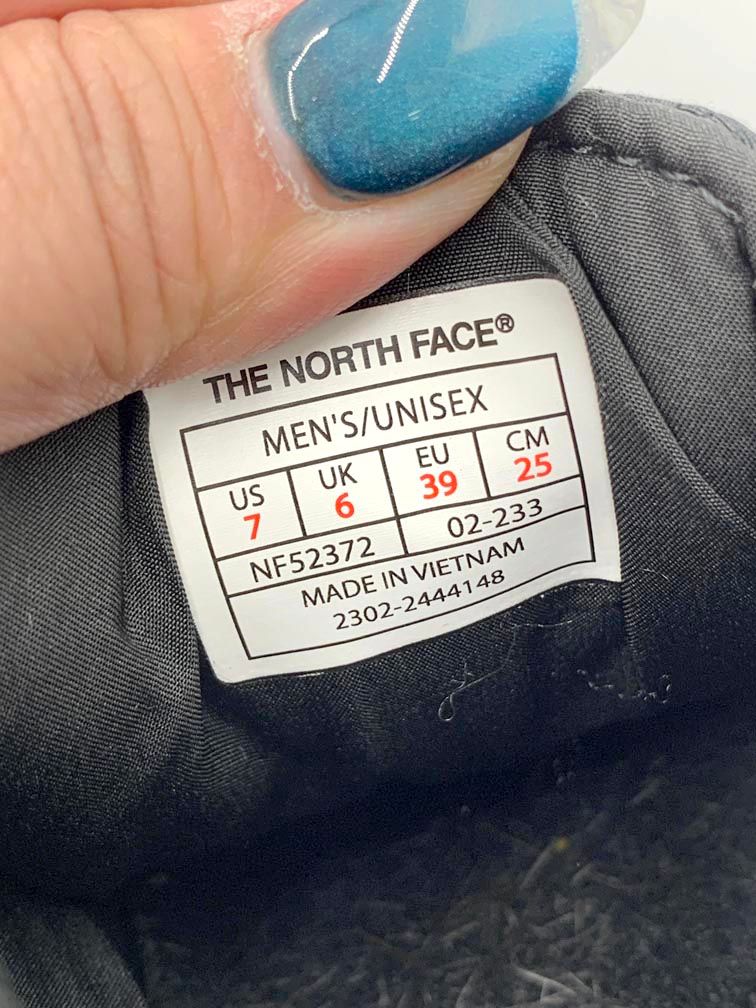 THE NORTH FACE®
MEN'S/UNISEX
US UK EU CM
7 6 39 25
NF52372 02-233
MADE IN VIETNAM
2302-2444148